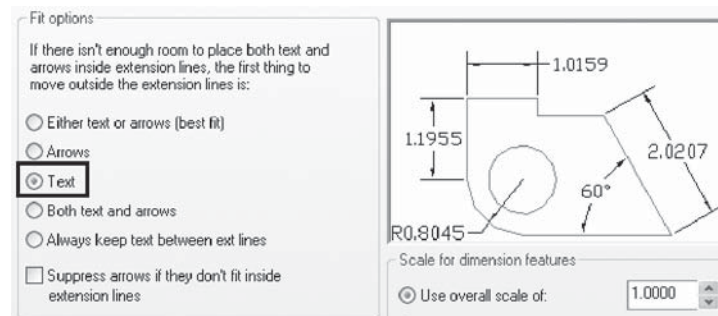 Fit options
If there isn't enough room to place both text and
arrows inside extension lines, the first thing to
move outside the extension lines is:
Either text or arrows (best fit)
Arrows
Text
Both text and arrows
Always keep text between ext lines
Suppress arrows if they don't fit inside
extension lines
1.0159
1.1955
2.0207
60°
R0.8045
Scale for dimension features
Use overall scale of:
1.0000